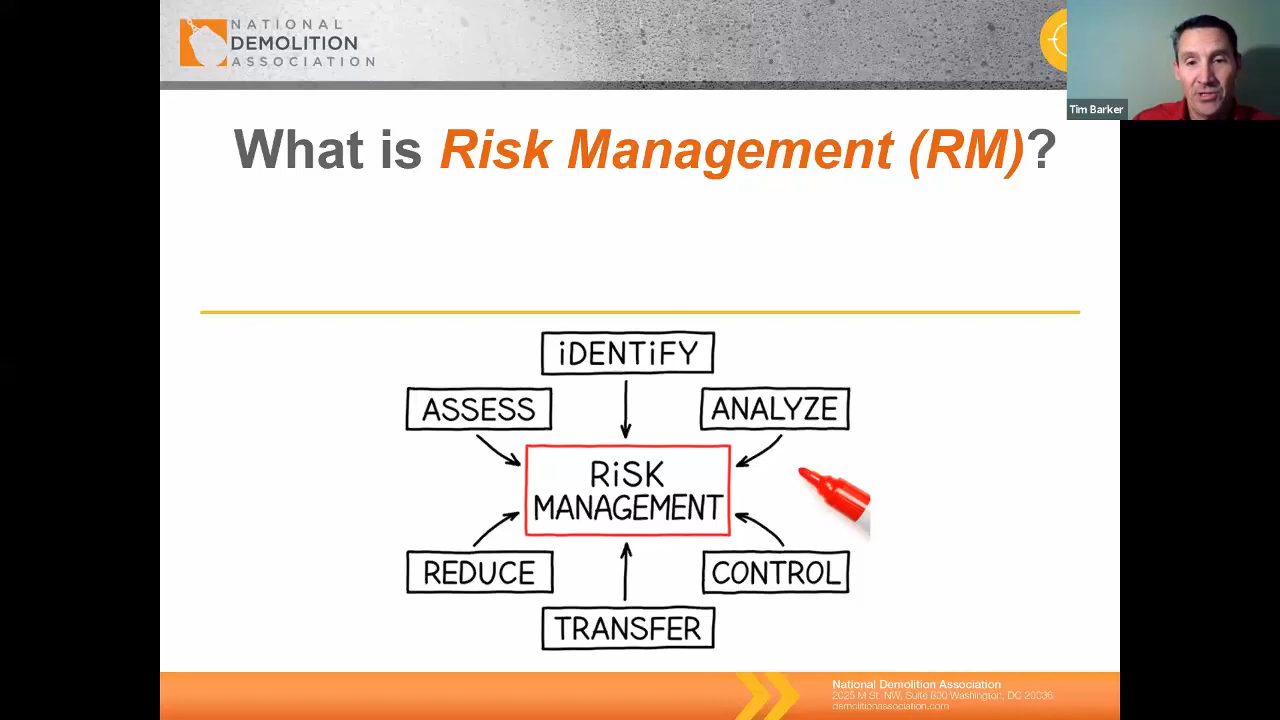 NATIONAL
DEMOLITION
ASSOCIATION
Tim Barker
What is Risk Management (RM)?
iDENTiFY
ASSESS
ANALYZE
RiSK
MANAGEMENT
REDUCE
CONTROL
TRANSFER
National Demolition Association
2025 M St. NW, Suite 800 Washington, DC 20036
demolitionassociation.com